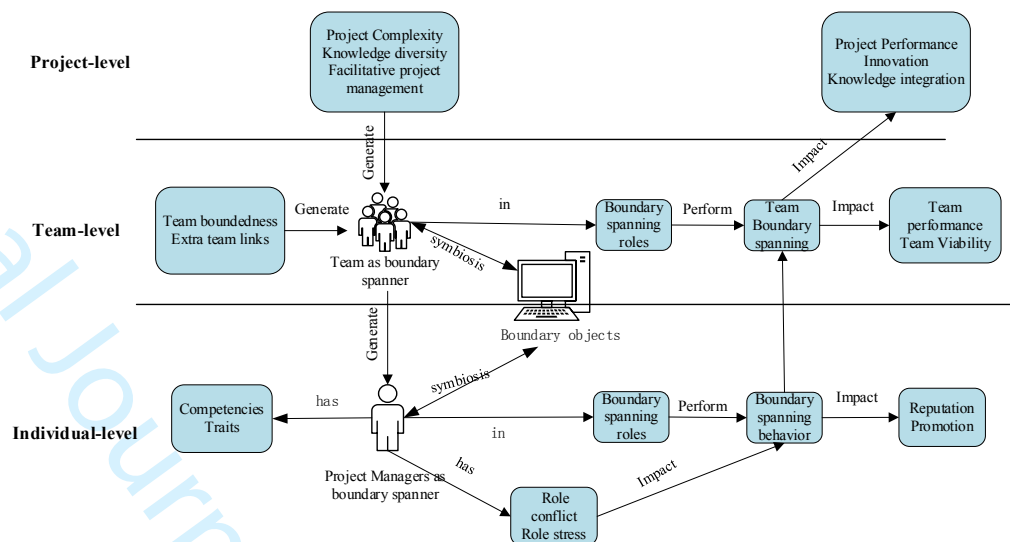 Project-level
Project Complexity
Knowledge diversity
Facilitative project
management
Project Performance
Innovation
Knowledge integration
Generate
Impact
Team-level
Team boundedness
Extra team links
Generate
Team as boundary
spanner
in
symbiosis
Boundary
spanning roles
Perform
Team
Boundary
spanning
Impact
Team
performance
Team Viability
Boundary objects
Generate
symbiosis
Individual-level
Competencies
Traits
has
Project Managers as
boundary spanner
in
Boundary
spanning
roles
Perform
Boundary
spanning
behavior
Impact
Reputation
Promotion
has
Impact
Role
conflict
Role stress
al Journ